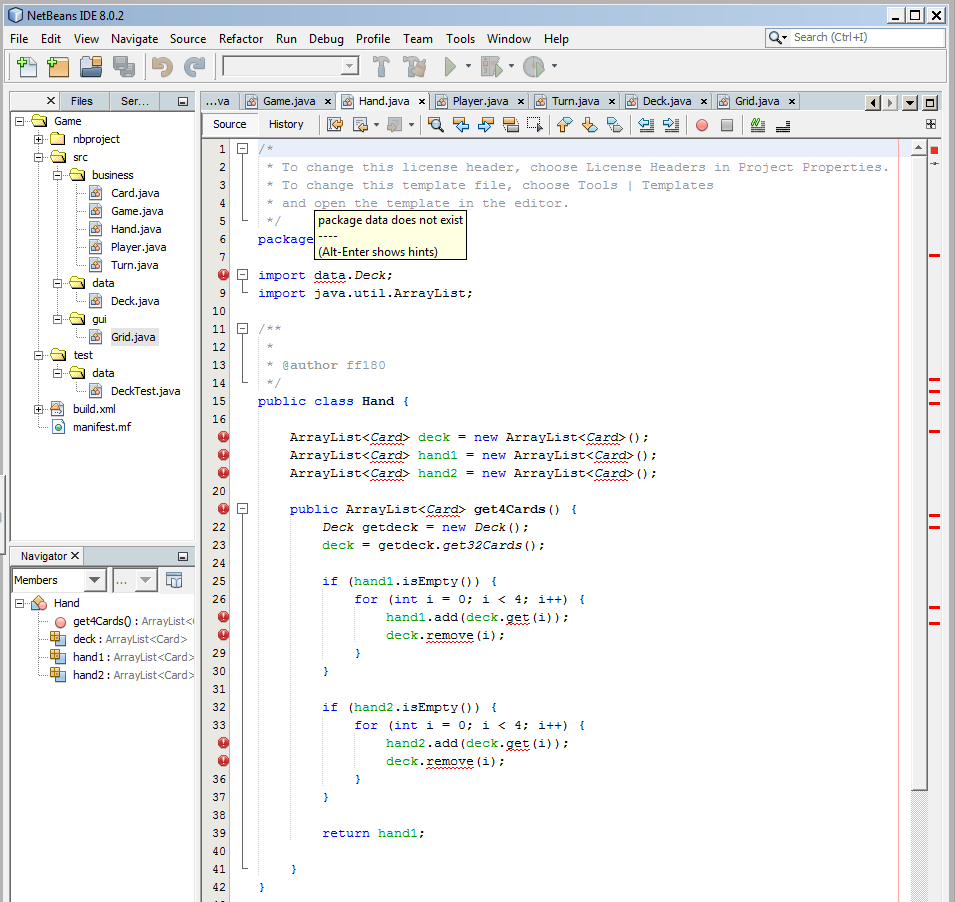 NetBeans IDE 8.0.2
File Edit View Navigate Source Refactor Run Debug Profile Team Tools Window Help
Search (Ctrl+I)
Files Ser...
Game
nbproject
src
business
Card.java
Game.java
Hand.java
Player.java
Turn.java
data
Deck.java
gui
Grid.java
test
data
DeckTest.java
build.xml
manifest.mf
Navigator
Members ...
Hand
get4Cards() : ArrayList<
deck : ArrayList<Card>
hand1 : ArrayList<Card>
hand2 : ArrayList<Card>
...va Game.java Hand.java Player.java Turn.java Deck.java Grid.java
Source History
1 /*
2 * To change this license header, choose License Headers in Project Properties.
3 * To change this template file, choose Tools | Templates
4 * and open the template in the editor.
5 */
6 package
7
import data.Deck;
9 import java.util.ArrayList;
10
11 /**
12 *
13 * @author ff180
14 */
15 public class Hand {
16
ArrayList<Card> deck = new ArrayList<Card>();
ArrayList<Card> hand1 = new ArrayList<Card>();
ArrayList<Card> hand2 = new ArrayList<Card>();
20
public ArrayList<Card> get4Cards() {
22 Deck getdeck = new Deck();
23 deck = getdeck.get32Cards();
24
25 if (hand1.isEmpty()) {
26 for (int i = 0; i < 4; i++) {
hand1.add(deck.get(i));
deck.remove(i);
29 }
30 }
31
32 if (hand2.isEmpty()) {
33 for (int i = 0; i < 4; i++) {
hand2.add(deck.get(i));
deck.remove(i);
36 }
37 }
38
39 return hand1;
40
41 }
42 }
package data does not exist
----
(Alt-Enter shows hints)